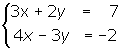 3x + 2y = 7
4x − 3y = −2